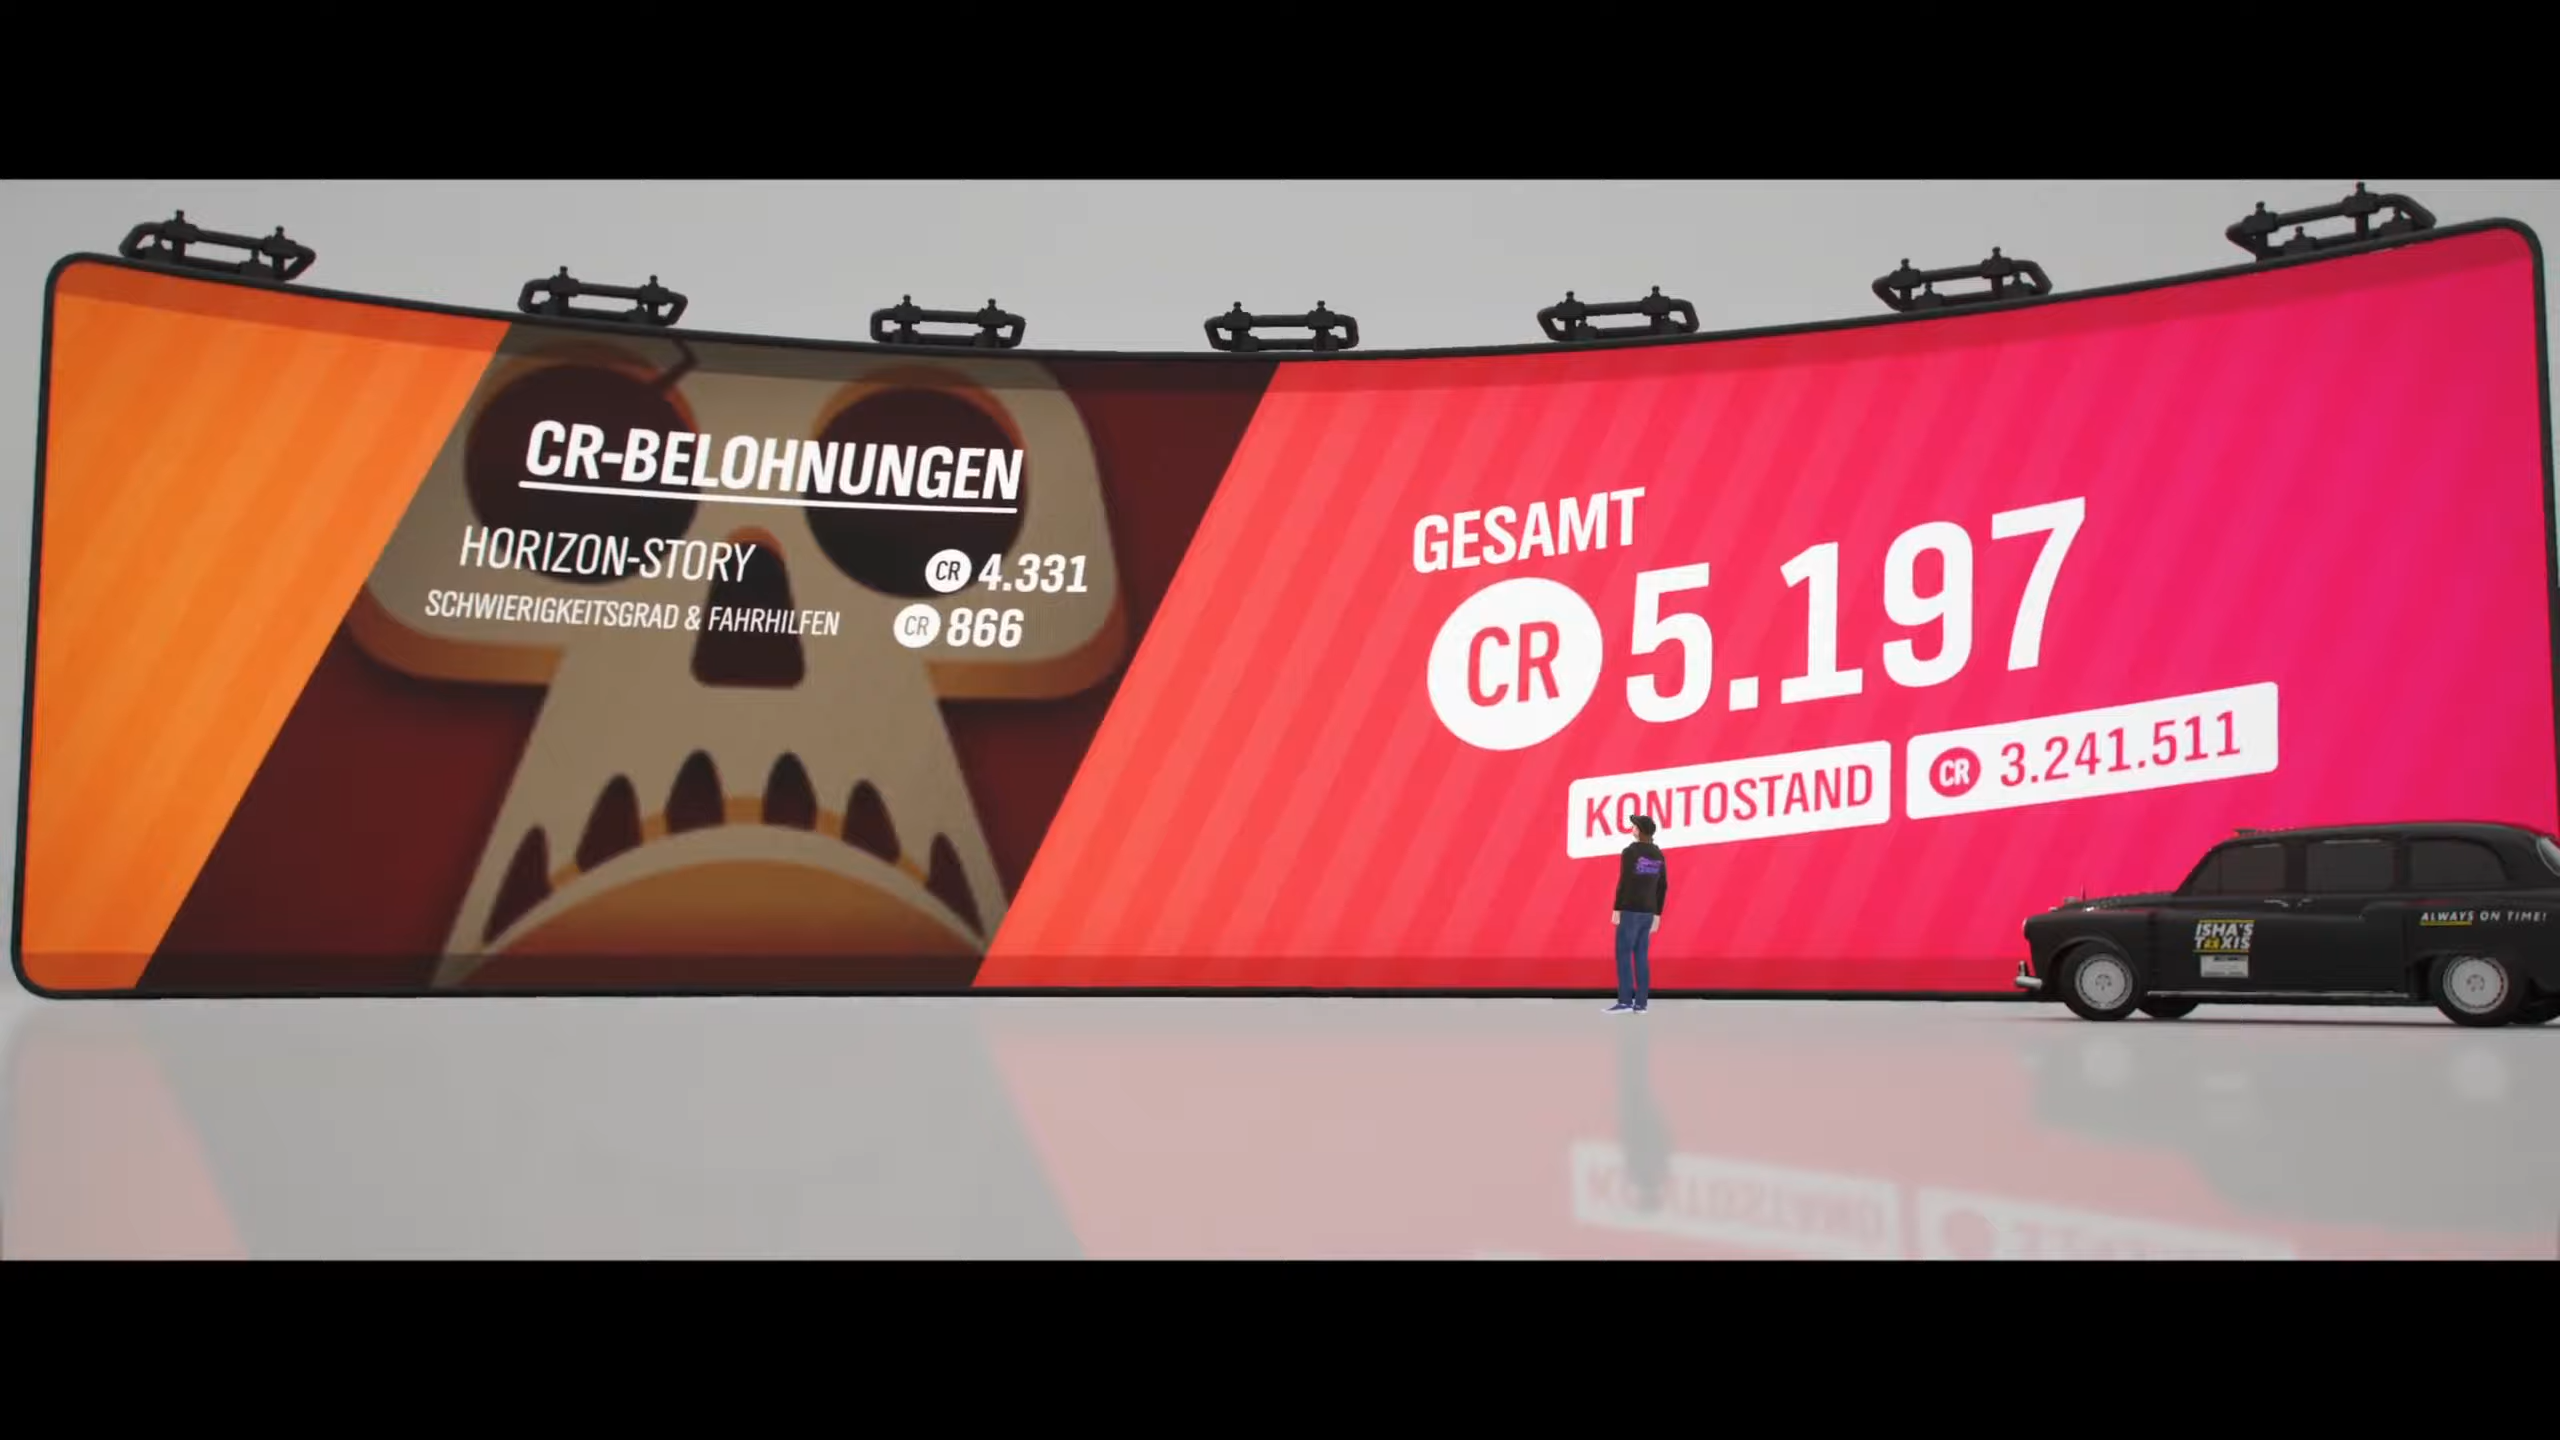 CR-BELOHNUNGEN
HORIZON-STORY CR 4.331
SCHWIERIGKEITSGRAD & FAHRHILFEN CR 866
GESAMT
CR 5.197
KONTOSTAND CR 3.241.511
ISHA'S
TAXIS
ALWAYS ON TIME!